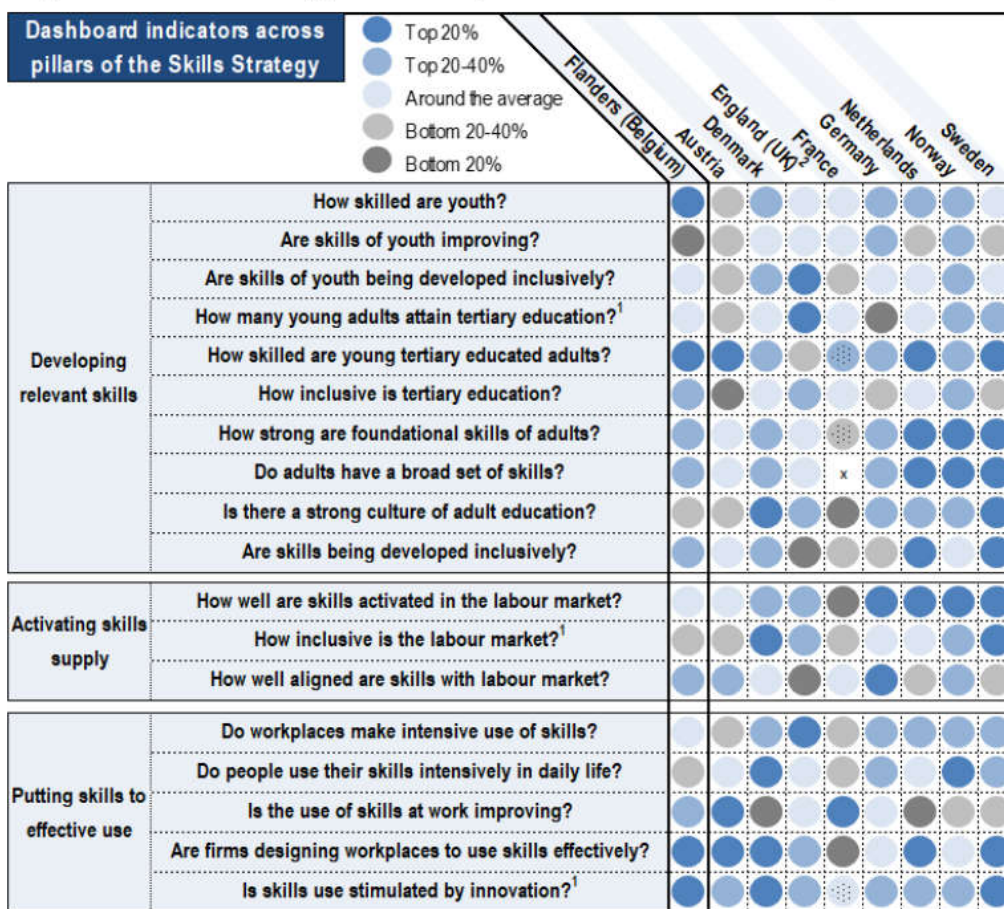 Dashboard indicators across
pillars of the Skills Strategy
Top 20%
Top 20-40%
Around the average
Bottom 20-40%
Bottom 20%
Flanders (Belgium)
Austria
Denmark
England (UK)²
France
Germany
Netherlands
Norway
Sweden
Developing
relevant skills
How skilled are youth?
Are skills of youth improving?
Are skills of youth being developed inclusively?
How many young adults attain tertiary education?¹
How skilled are young tertiary educated adults?
How inclusive is tertiary education?
How strong are foundational skills of adults?
Do adults have a broad set of skills?
x
Is there a strong culture of adult education?
Are skills being developed inclusively?
Activating skills
supply
How well are skills activated in the labour market?
How inclusive is the labour market?¹
How well aligned are skills with labour market?
Putting skills to
effective use
Do workplaces make intensive use of skills?
Do people use their skills intensively in daily life?
Is the use of skills at work improving?
Are firms designing workplaces to use skills effectively?
Is skills use stimulated by innovation?¹